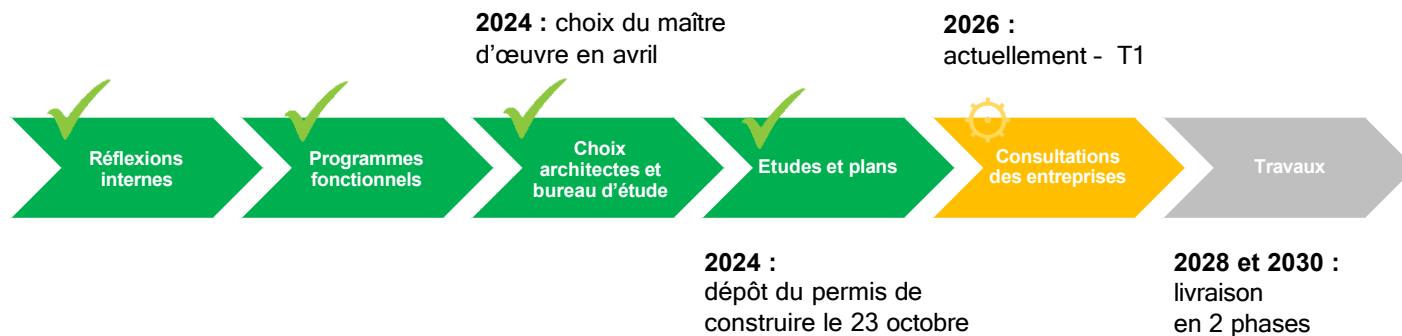 2024 : choix du maître
d’œuvre en avril
2026 :
actuellement - T1
Réflexions
internes
Programmes
fonctionnels
Choix
architectes et
bureau d’étude
Etudes et plans
Consultations
des entreprises
Travaux
2024 :
dépôt du permis de
construire le 23 octobre
2028 et 2030 :
livraison
en 2 phases